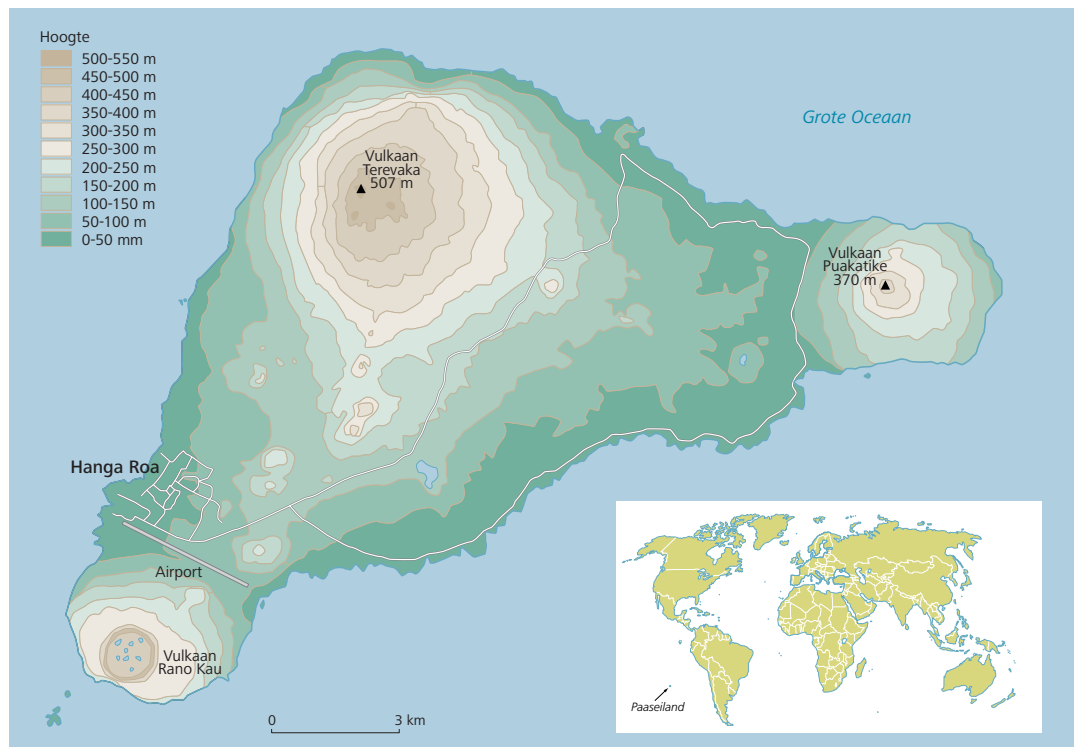 Hoogte
500-550 m
450-500 m
400-450 m
350-400 m
300-350 m
250-300 m
200-250 m
150-200 m
100-150 m
50-100 m
0-50 mm
Grote Oceaan
Vulkaan
Terevaka
507 m
Vulkaan
Puakatike
370 m
Hanga Roa
Airport
Vulkaan
Rano Kau
0 3 km
Paaseiland